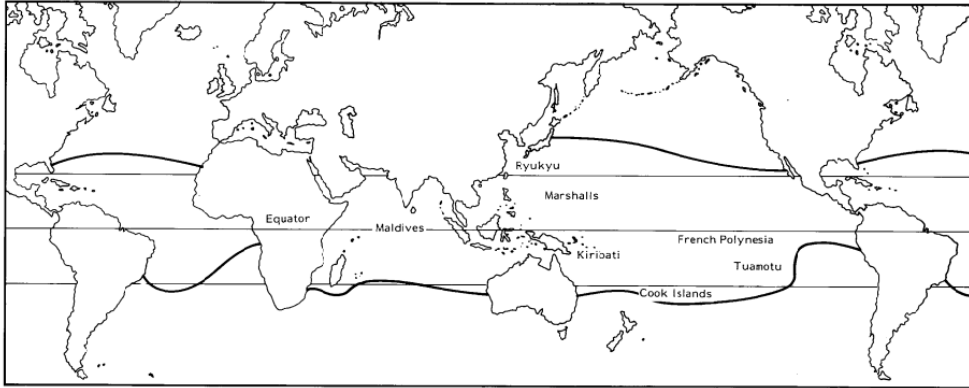 Ryukyu
Marshalls
Equator
Maldives
French Polynesia
Kiribati
Tuamotu
Cook Islands